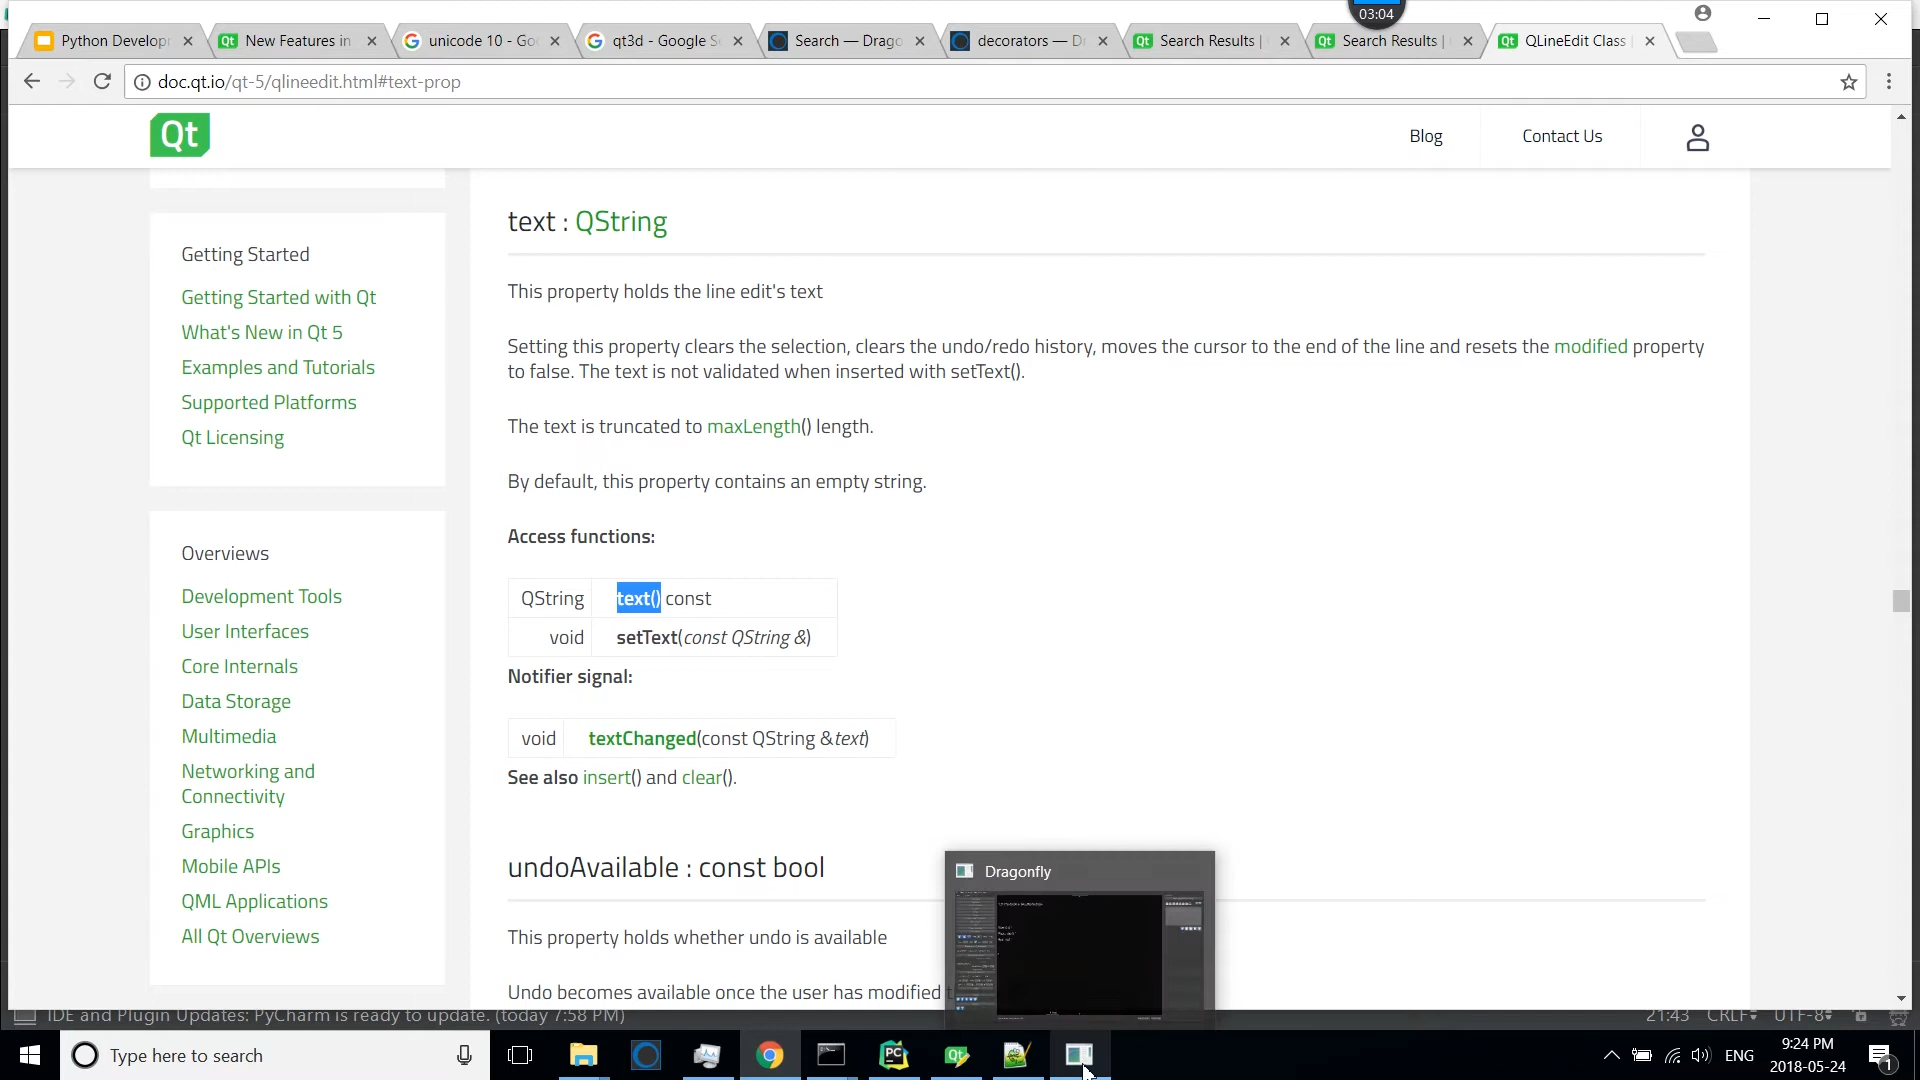 03:04
Python Develop
New Features in
unicode 10 - Go
qt3d - Google S
Search — Drago
decorators — D
Search Results |
Search Results |
QLineEdit Class
doc.qt.io/qt-5/qlineedit.html#text-prop
Qt
Blog
Contact Us
text : QString
This property holds the line edit's text
Setting this property clears the selection, clears the undo/redo history, moves the cursor to the end of the line and resets the modified property
to false. The text is not validated when inserted with setText().
The text is truncated to maxLength() length.
By default, this property contains an empty string.
Access functions:
QString text() const
void setText(const QString &)
Notifier signal:
void textChanged(const QString &text)
See also insert() and clear().
undoAvailable : const bool
This property holds whether undo is available
Undo becomes available once the user has modified
Getting Started
Getting Started with Qt
What's New in Qt 5
Examples and Tutorials
Supported Platforms
Qt Licensing
Overviews
Development Tools
User Interfaces
Core Internals
Data Storage
Multimedia
Networking and
Connectivity
Graphics
Mobile APIs
QML Applications
All Qt Overviews
Dragonfly
IDE and Plugin Updates: PyCharm is ready to update. (today 7:58 PM)
21:43 CRLF UTF-8
Type here to search
PC
Qt
ENG
9:24 PM
2018-05-24
1